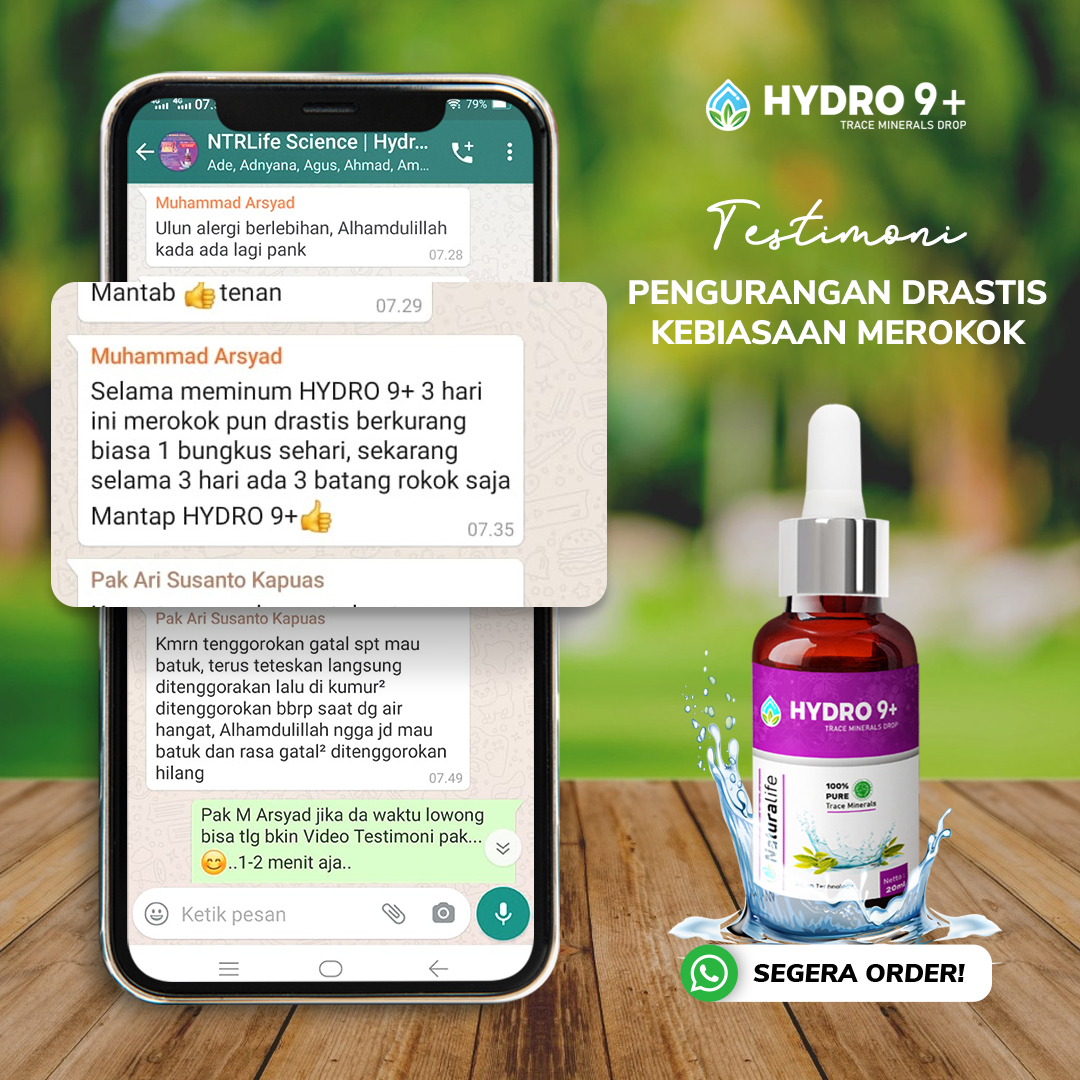 HYDRO 9+
TRACE MINERALS DROP
Testimoni
PENGURANGAN DRASTIS
KEBIASAAN MEROKOK
4G 07.
79%
NTRLife Science | Hydr...
Ade, Adnyana, Agus, Ahmad, Am...
Muhammad Arsyad
Ulun alergi berlebihan, Alhamdulillah
kada ada lagi pank
07.28
Mantab 👍 tenan
07.29
Muhammad Arsyad
Selama meminum HYDRO 9+ 3 hari
ini merokok pun drastis berkurang
biasa 1 bungkus sehari, sekarang
selama 3 hari ada 3 batang rokok saja
Mantap HYDRO 9+👍
07.35
Pak Ari Susanto Kapuas
Pak Ari Susanto Kapuas
Kmrn tenggorokan gatal spt mau
batuk, terus teteskan langsung
ditenggorakan lalu di kumur²
ditenggorokan bbrp saat dg air
hangat, Alhamdulillah ngga jd mau
batuk dan rasa gatal² ditenggorokan
hilang
07.49
Pak M Arsyad jika da waktu lowong
bisa tlg bkin Video Testimoni pak...
😊..1-2 menit aja..
Ketik pesan
HYDRO 9+
TRACE MINERALS DROP
Naturalife
100%
PURE
Trace Minerals
Netto :
20ml
SEGERA ORDER!